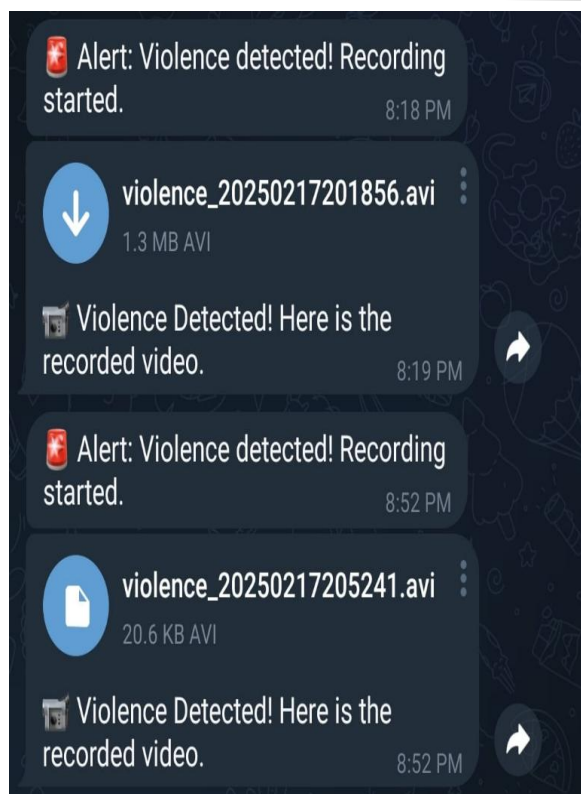 🚨 Alert: Violence detected! Recording
started.
8:18 PM
violence_20250217201856.avi
1.3 MB AVI
📹 Violence Detected! Here is the
recorded video.
8:19 PM
🚨 Alert: Violence detected! Recording
started.
8:52 PM
violence_20250217205241.avi
20.6 KB AVI
📹 Violence Detected! Here is the
recorded video.
8:52 PM